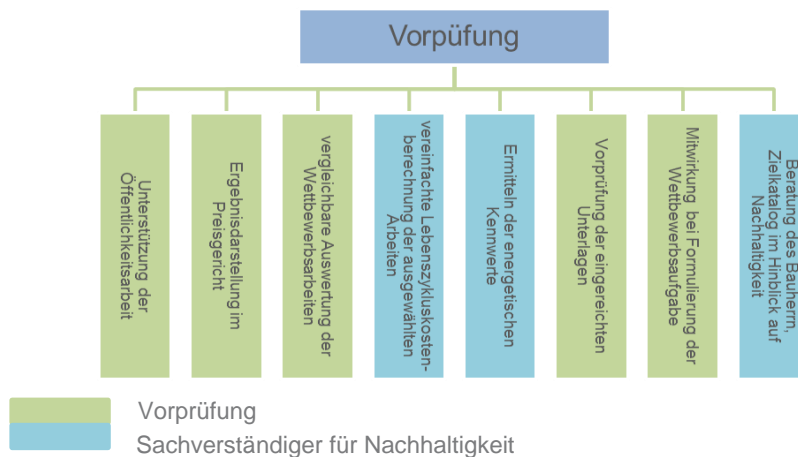 Vorpüfung
Unterstützung der
Öffentlichkeitsarbeit
Ergebnisdarstellung im
Preisgericht
vergleichbare Auswertung der
Wettbewerbsarbeiten
vereinfachte Lebenszykluskosten-
berechnung der ausgewählten
Arbeiten
Ermitteln der energetischen
Kennwerte
Vorprüfung der eingereichten
Unterlagen
Mitwirkung bei Formulierung der
Wettbewerbsaufgabe
Beratung des Bauherrn,
Zielkatalog im Hinblick auf
Nachhaltigkeit
Vorprüfung
Sachverständiger für Nachhaltigkeit